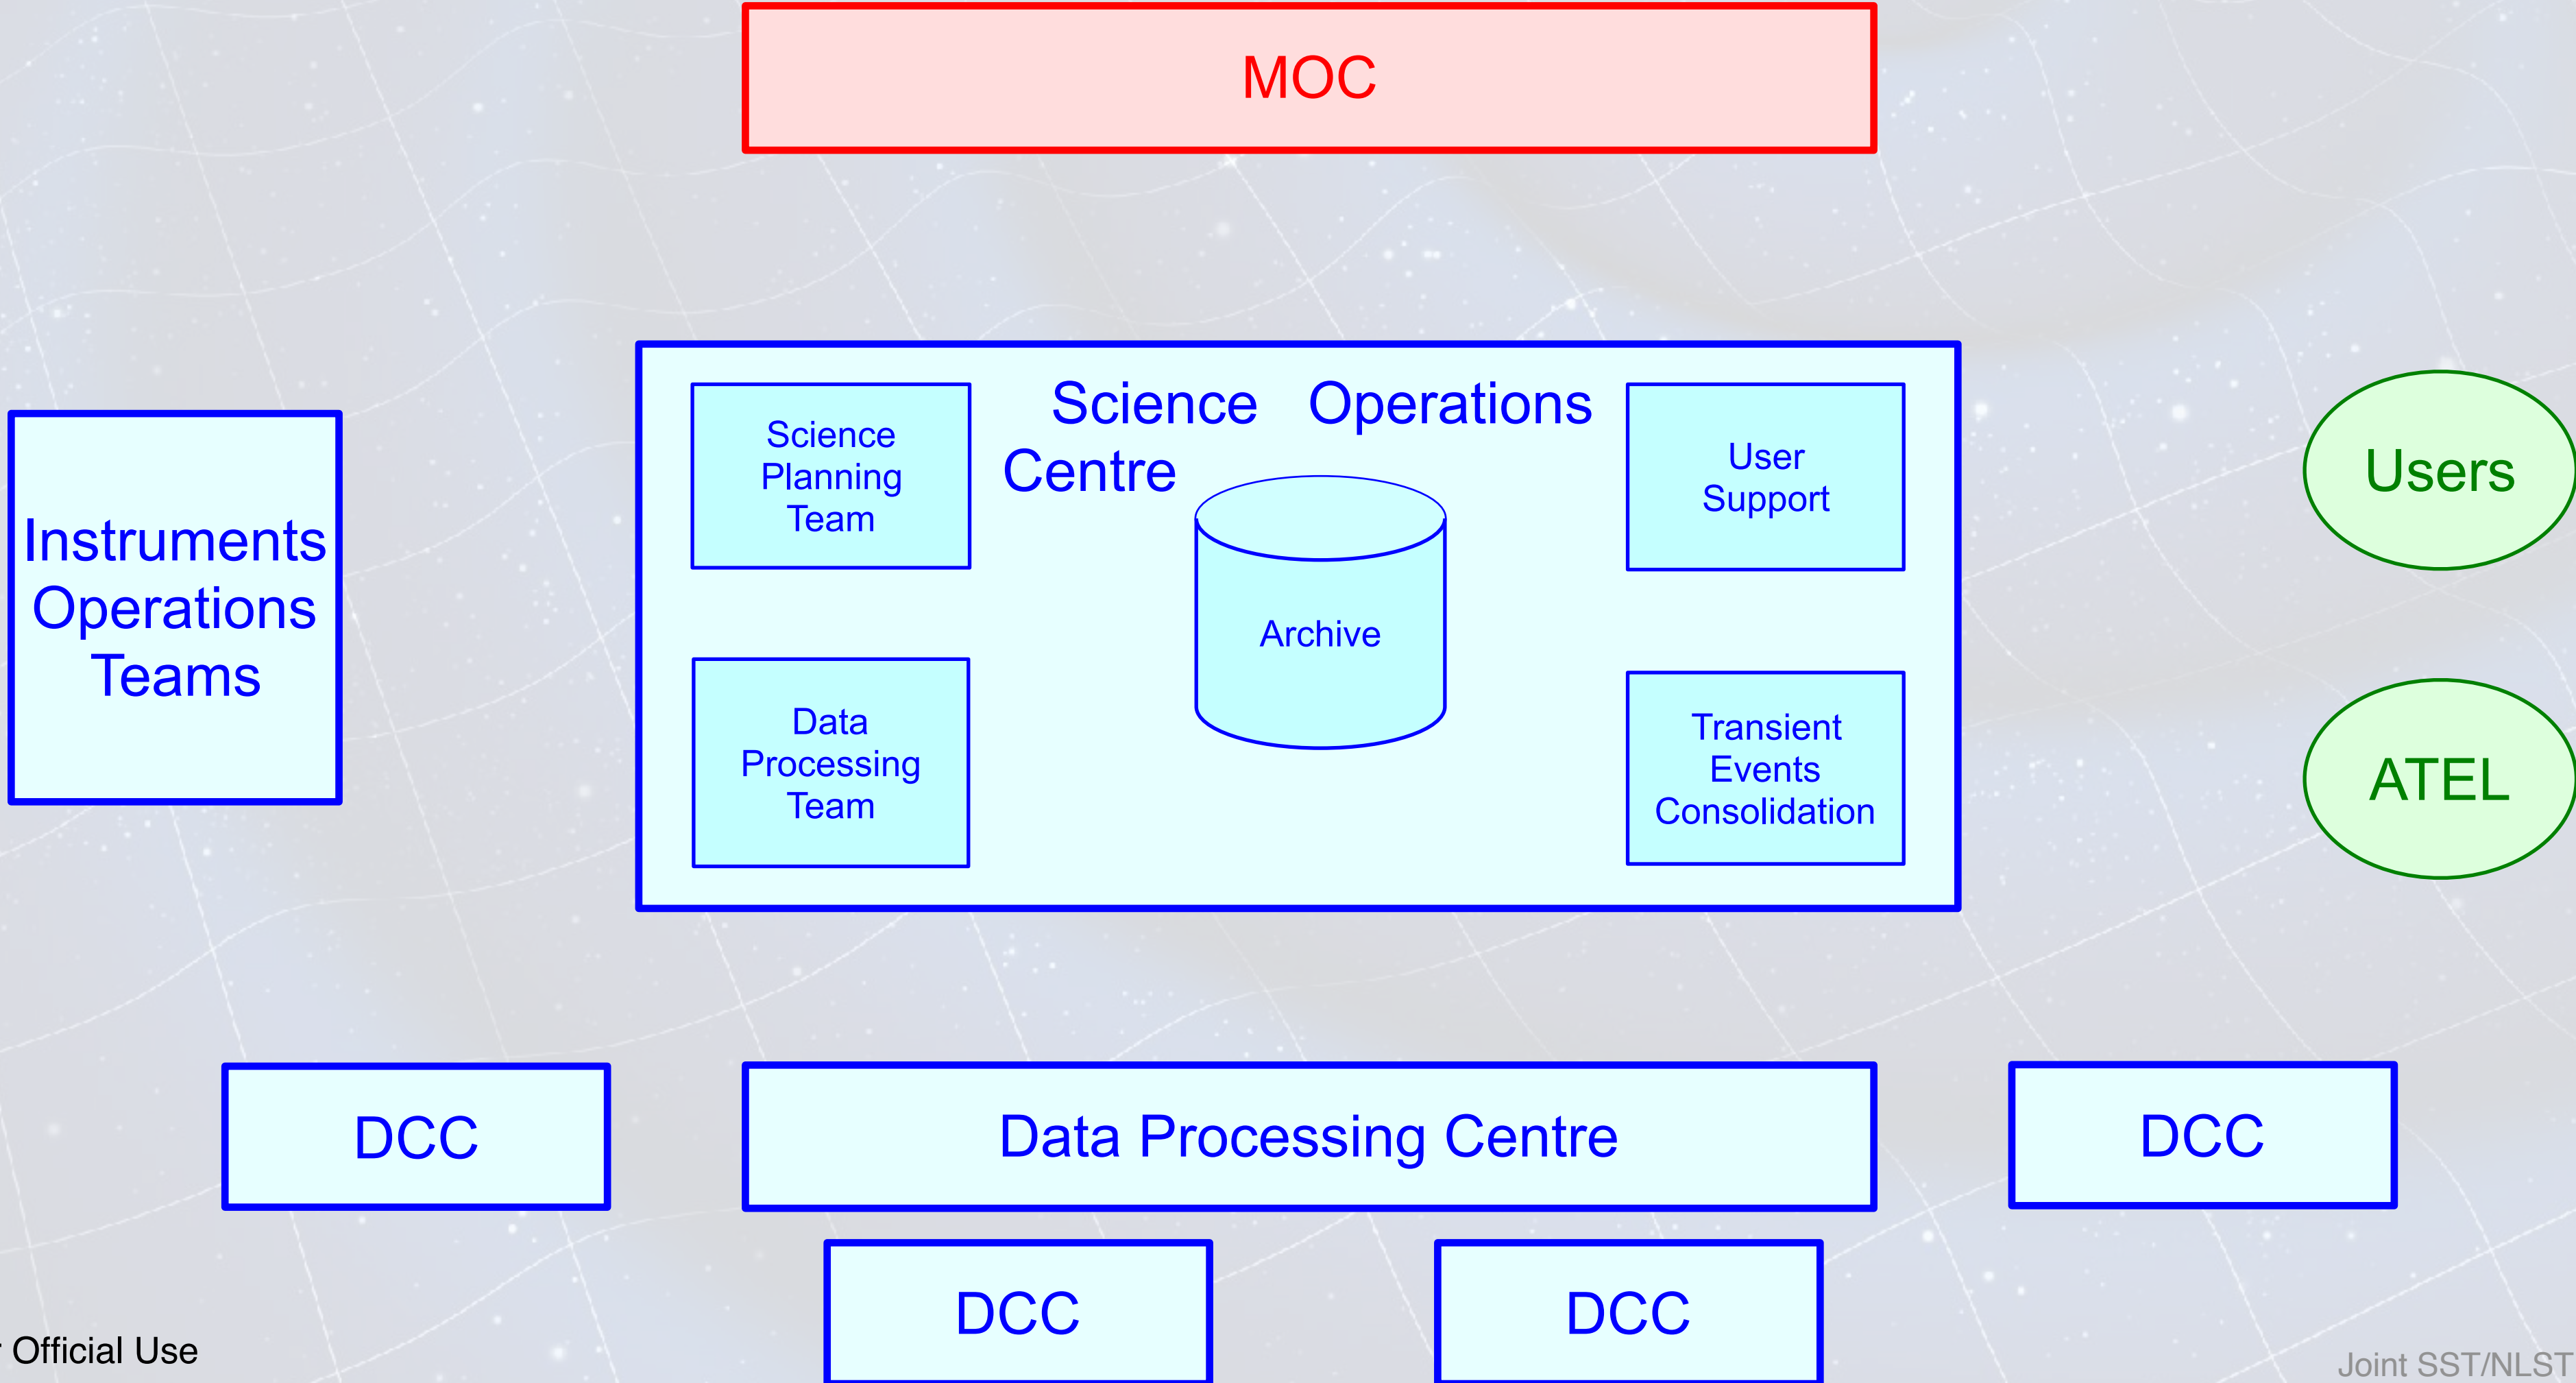 MOC
Instruments
Operations
Teams
Science Operations
Centre
Science
Planning
Team
Data
Processing
Team
Archive
User
Support
Transient
Events
Consolidation
Users
ATEL
DCC
Data Processing Centre
DCC
DCC
DCC
Official Use
Joint SST/NLST